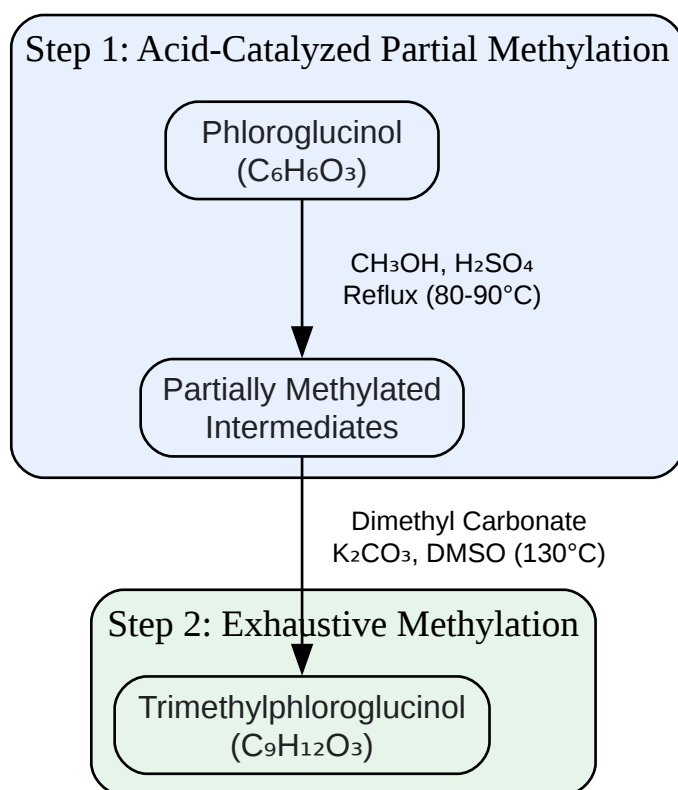 Step 1: Acid-Catalyzed Partial Methylation
Phloroglucinol
(C₆H₆O₃)
CH₃OH, H₂SO₄
Reflux (80-90°C)
Partially Methylated
Intermediates
Dimethyl Carbonate
K₂CO₃, DMSO (130°C)
Step 2: Exhaustive Methylation
Trimethylphloroglucinol
(C₉H₁₂O₃)